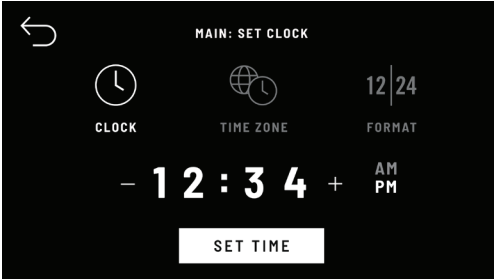 MAIN: SET CLOCK
12|24
CLOCK TIME ZONE FORMAT
AM
− 12:34 + PM
SET TIME